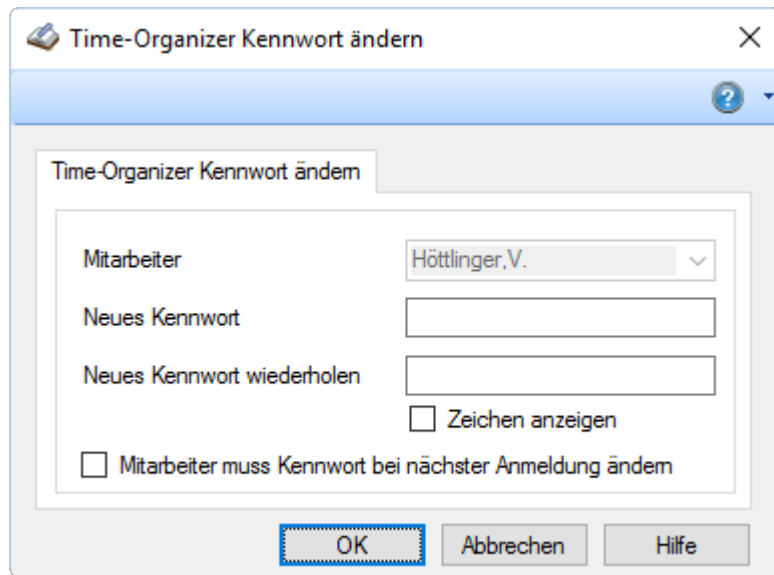 Time-Organizer Kennwort ändern
Time-Organizer Kennwort ändern
Mitarbeiter
Höttlinger,V.
Neues Kennwort
Neues Kennwort wiederholen
Zeichen anzeigen
Mitarbeiter muss Kennwort bei nächster Anmeldung ändern
OK
Abbrechen
Hilfe